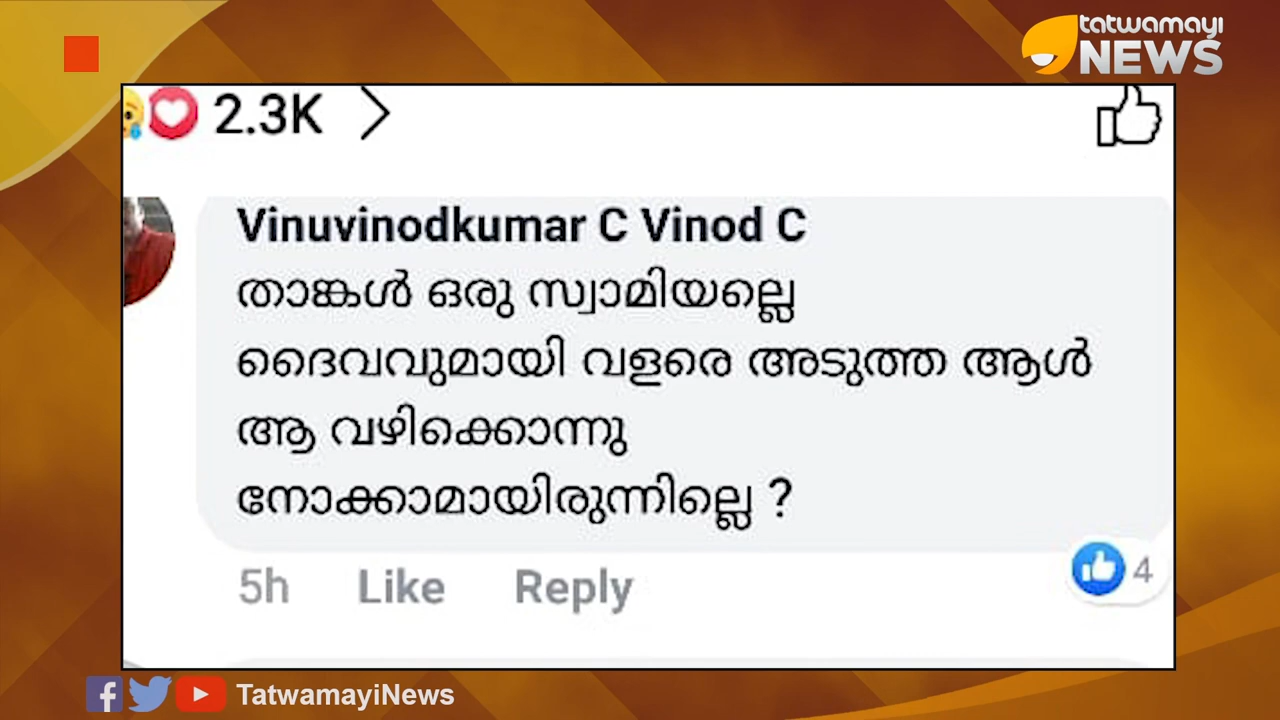 tatwamayi
NEWS
2.3K
Vinuvinodkumar C Vinod C
താങ്കൾ ഒരു സ്വാമിയല്ലെ
ദൈവവുമായി വളരെ അടുത്ത ആൾ
ആ വഴിക്കൊന്നു
നോക്കാമായിരുന്നില്ലെ ?
5h Like Reply
4
TatwamayiNews